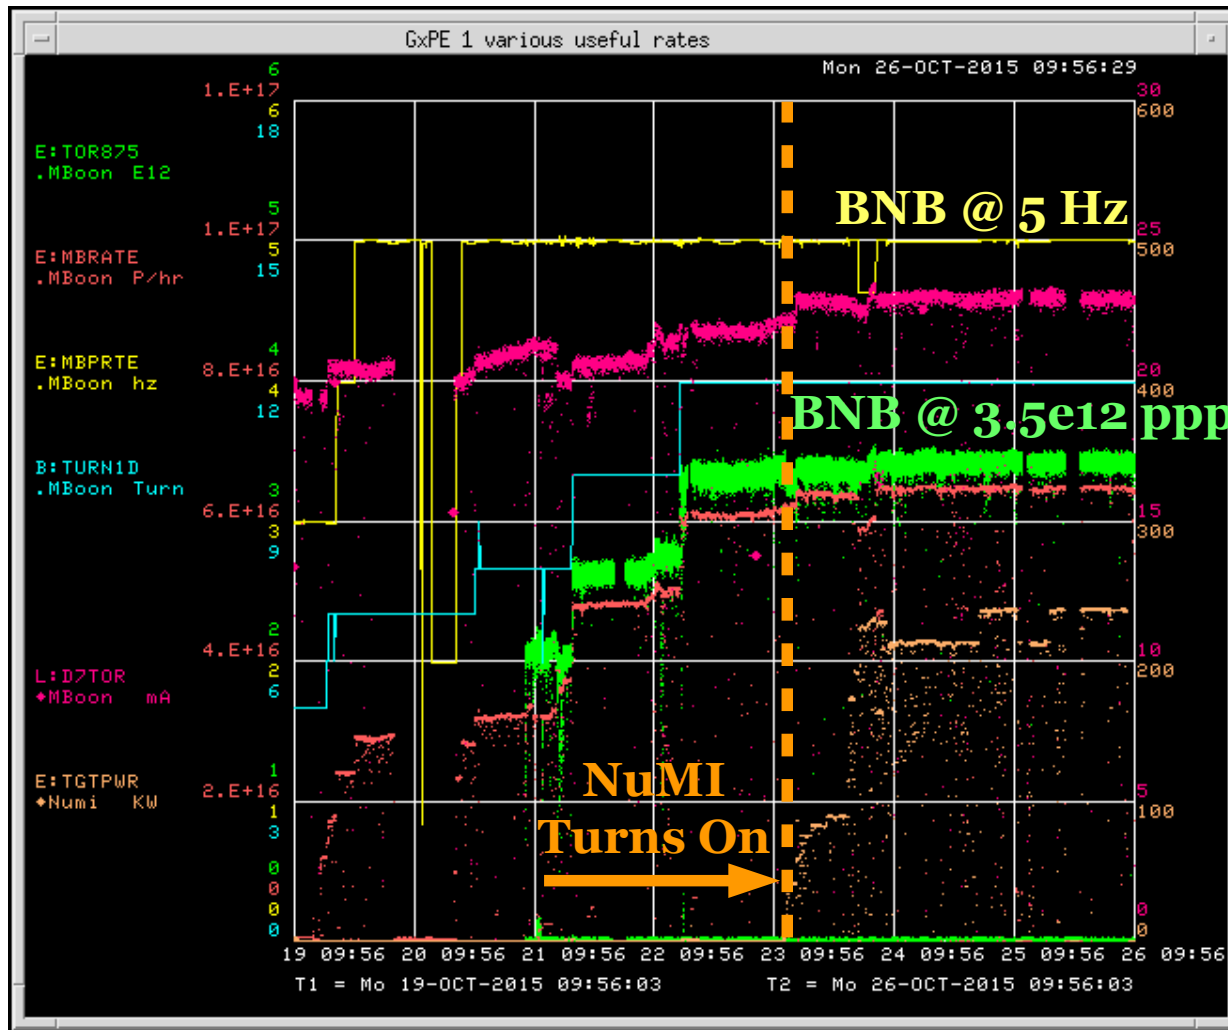 GxPE 1 various useful rates
Mon 26-OCT-2015 09:56:29
6
1.E+17
6
18
30
600
E:TOR875
.MBoon E12
BNB @ 5 Hz
5
1.E+17
5
15
25
500
E:MBRATE
.MBoon P/hr
4
8.E+16
4
12
20
400
E:MBPRTE
.MBoon hz
BNB @ 3.5e12 ppp
B:TURN1D
.MBoon Turn
3
6.E+16
3
9
15
300
2
4.E+16
2
6
10
200
L:D7TOR
◆MBoon mA
E:TGTPWR
◆Numi KW
1
2.E+16
1
3
5
100
NuMI
Turns On
0
0
0
0
0
0
19 09:56 20 09:56 21 09:56 22 09:56 23 09:56 24 09:56 25 09:56 26 09:56
T1 = Mo 19-OCT-2015 09:56:03 T2 = Mo 26-OCT-2015 09:56:03